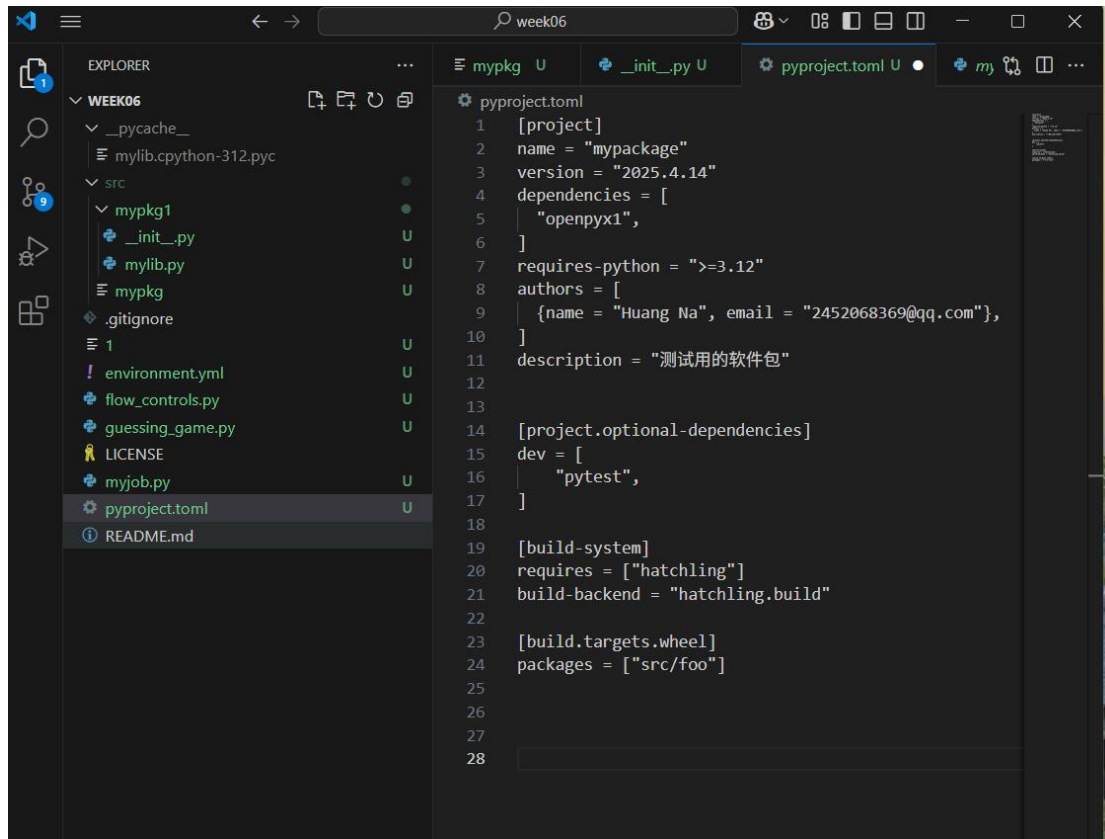 week06
EXPLORER
mypkg U
__init__.py U
pyproject.toml U
my
WEEK06
__pycache__
mylib.cpython-312.pyc
src
mypkg1
__init__.py U
mylib.py U
mypkg U
.gitignore
1 U
environment.yml U
flow_controls.py U
guessing_game.py U
LICENSE
myjob.py U
pyproject.toml U
README.md
1
9
pyproject.toml
1 [project]
2 name = "mypackage"
3 version = "2025.4.14"
4 dependencies = [
5 "openpyx1",
6 ]
7 requires-python = ">=3.12"
8 authors = [
9 {name = "Huang Na", email = "2452068369@qq.com"},
10 ]
11 description = "测试用的软件包"
12
13
14 [project.optional-dependencies]
15 dev = [
16 "pytest",
17 ]
18
19 [build-system]
20 requires = ["hatchling"]
21 build-backend = "hatchling.build"
22
23 [build.targets.wheel]
24 packages = ["src/foo"]
25
26
27
28